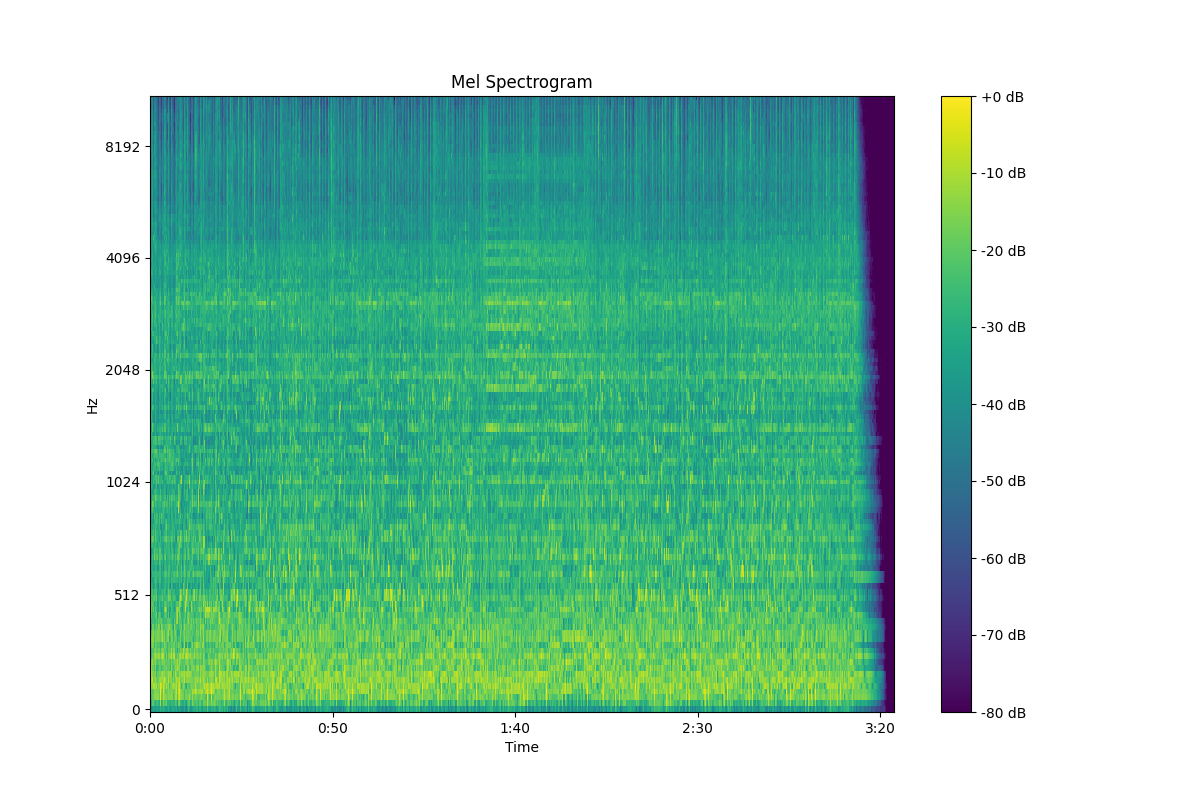 Mel Spectrogram
+0 dB
8192
-10 dB
-20 dB
4096
-30 dB
2048
Hz
-40 dB
1024
-50 dB
-60 dB
512
-70 dB
0
-80 dB
0:00
0:50
1:40
2:30
3:20
Time